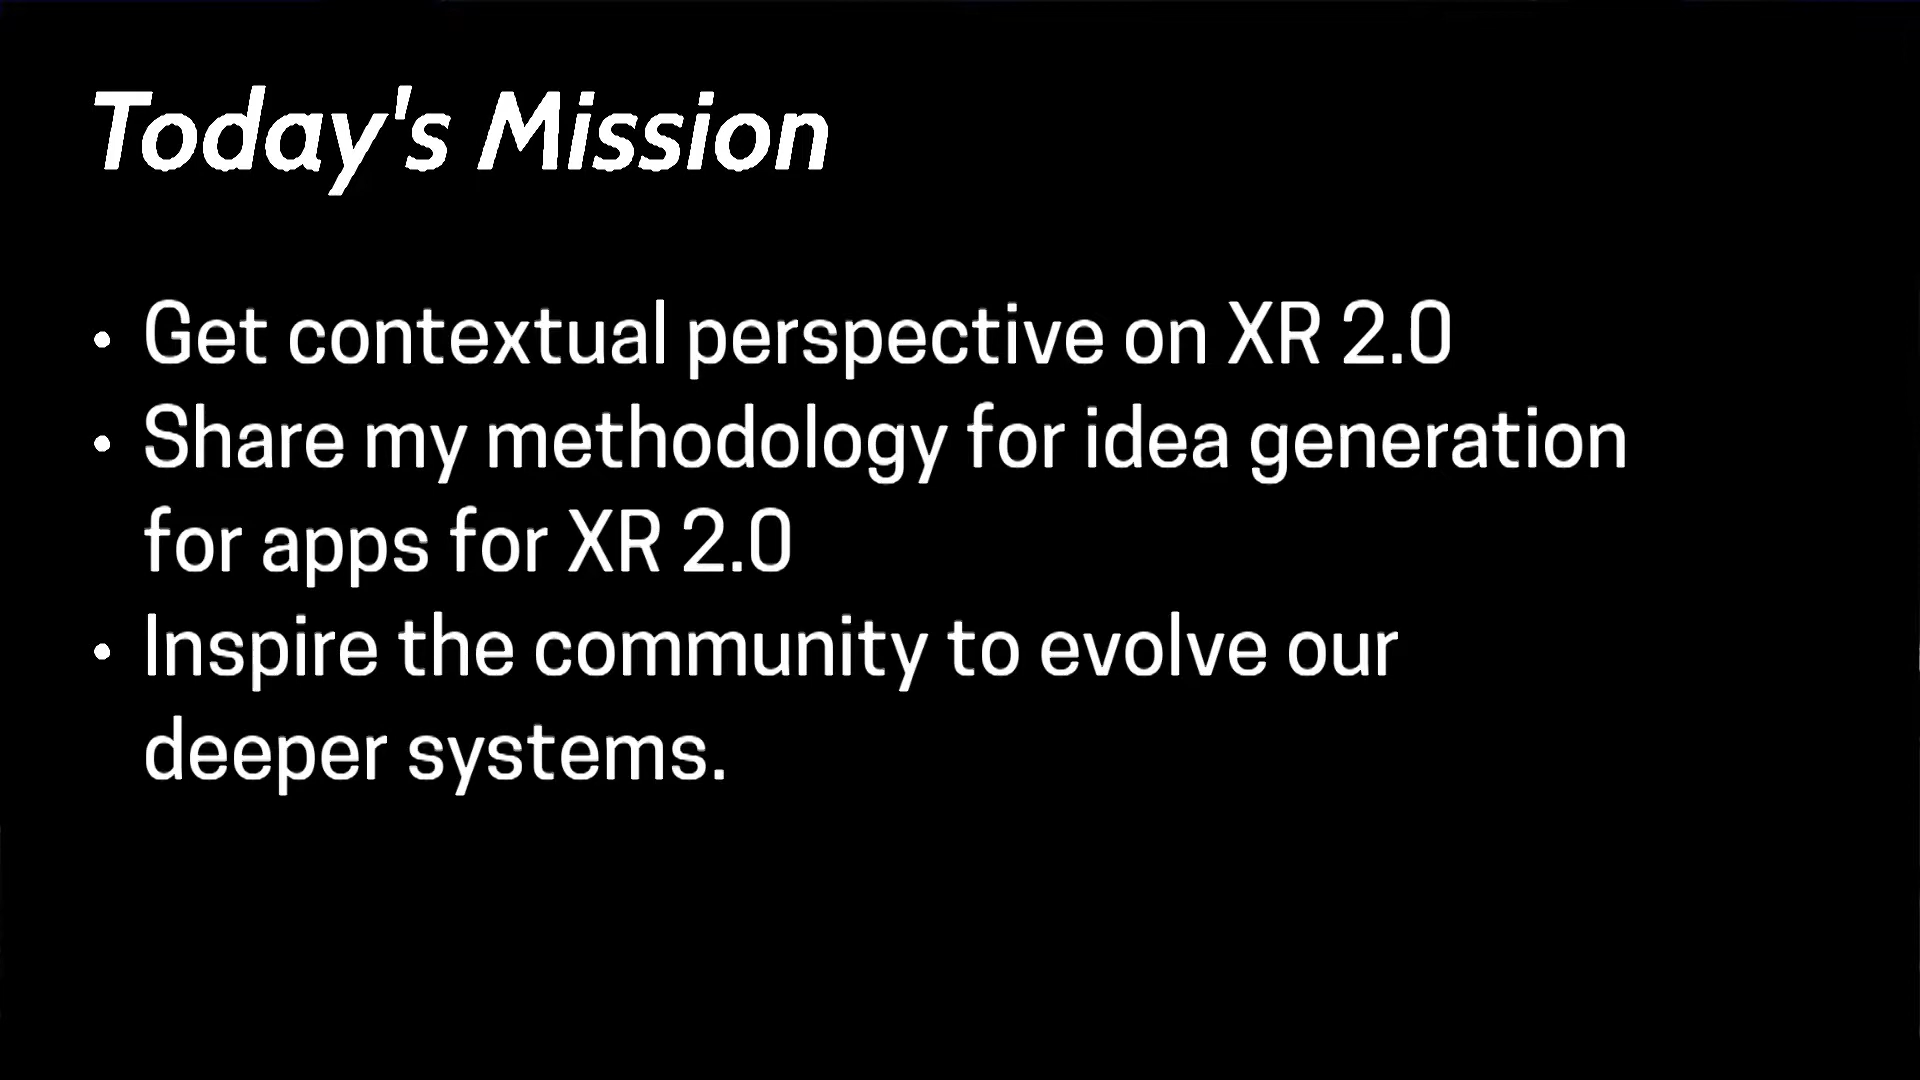 Today's Mission
• Get contextual perspective on XR 2.0
• Share my methodology for idea generation
for apps for XR 2.0
• Inspire the community to evolve our
deeper systems.